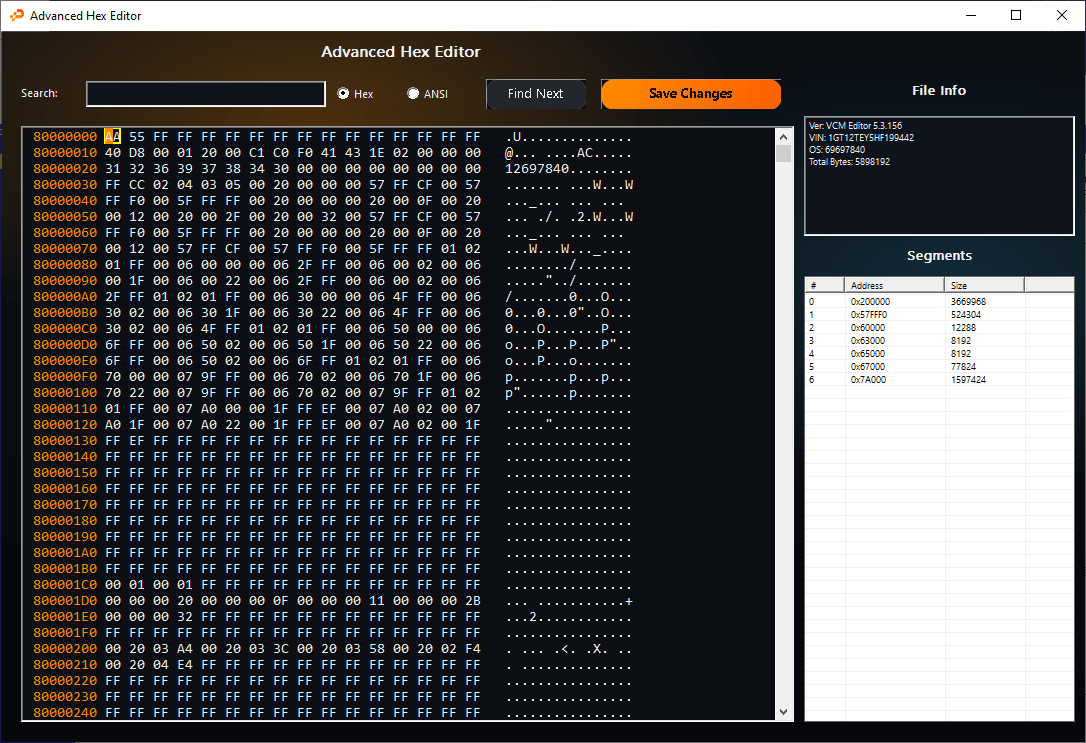 Advanced Hex Editor
Advanced Hex Editor
Search:
Hex
ANSI
Find Next
Save Changes
80000000 AA 55 FF FF FF FF FF FF FF FF FF FF FF FF FF FF .U..............
80000010 40 D8 00 01 20 00 C1 C0 F0 41 43 1E 02 00 00 00 @... ....AC.....
80000020 31 32 36 39 37 38 34 30 00 00 00 00 00 00 00 00 12697840........
80000030 FF CC 02 04 03 05 00 20 00 00 00 57 FF CF 00 57 ....... ...W...W
80000040 FF F0 00 5F FF FF 00 20 00 00 00 20 00 0F 00 20 ..._... ... ...
80000050 00 12 00 20 00 2F 00 20 00 32 00 57 FF CF 00 57 ... ./. .2.W...W
80000060 FF F0 00 5F FF FF 00 20 00 00 00 20 00 0F 00 20 ..._... ... ...
80000070 00 12 00 57 FF CF 00 57 FF F0 00 5F FF FF 01 02 ...W...W..._....
80000080 01 FF 00 06 00 00 00 06 2F FF 00 06 00 02 00 06 ......../.......
80000090 00 1F 00 06 00 22 00 06 2F FF 00 06 00 02 00 06 ....."../.......
800000A0 2F FF 01 02 01 FF 00 06 30 00 00 06 4F FF 00 06 /.......0...O...
800000B0 30 02 00 06 30 1F 00 06 30 22 00 06 4F FF 00 06 0...0...0"..O...
800000C0 30 02 00 06 4F FF 01 02 01 FF 00 06 50 00 00 06 0...O.......P...
800000D0 6F FF 00 06 50 02 00 06 50 1F 00 06 50 22 00 06 o...P...P...P"..
800000E0 6F FF 00 06 50 02 00 06 6F FF 01 02 01 FF 00 06 o...P...o.......
800000F0 70 00 00 07 9F FF 00 06 70 02 00 06 70 1F 00 06 p.......p...p...
80000100 70 22 00 07 9F FF 00 06 70 02 00 07 9F FF 01 02 p"......p.......
80000110 01 FF 00 07 A0 00 00 1F FF EF 00 07 A0 02 00 07 ................
80000120 A0 1F 00 07 A0 22 00 1F FF EF 00 07 A0 02 00 1F ....."..........
80000130 FF EF FF FF FF FF FF FF FF FF FF FF FF FF FF FF ................
80000140 FF FF FF FF FF FF FF FF FF FF FF FF FF FF FF FF ................
80000150 FF FF FF FF FF FF FF FF FF FF FF FF FF FF FF FF ................
80000160 FF FF FF FF FF FF FF FF FF FF FF FF FF FF FF FF ................
80000170 FF FF FF FF FF FF FF FF FF FF FF FF FF FF FF FF ................
80000180 FF FF FF FF FF FF FF FF FF FF FF FF FF FF FF FF ................
80000190 FF FF FF FF FF FF FF FF FF FF FF FF FF FF FF FF ................
800001A0 FF FF FF FF FF FF FF FF FF FF FF FF FF FF FF FF ................
800001B0 FF FF FF FF FF FF FF FF FF FF FF FF FF FF FF FF ................
800001C0 00 01 00 01 FF FF FF FF FF FF FF FF FF FF FF FF ................
800001D0 00 00 00 20 00 00 00 0F 00 00 00 11 00 00 00 2B ... ...........+
800001E0 00 00 00 32 FF FF FF FF FF FF FF FF FF FF FF FF ...2............
800001F0 FF FF FF FF FF FF FF FF FF FF FF FF FF FF FF FF ................
80000200 00 20 03 A4 00 20 03 3C 00 20 03 58 00 20 02 F4 . ... .<. .X. ..
80000210 00 20 04 E4 FF FF FF FF FF FF FF FF FF FF FF FF . ..............
80000220 FF FF FF FF FF FF FF FF FF FF FF FF FF FF FF FF ................
80000230 FF FF FF FF FF FF FF FF FF FF FF FF FF FF FF FF ................
80000240 FF FF FF FF FF FF FF FF FF FF FF FF FF FF FF FF ................
File Info
Ver: VCM Editor 5.3.156
VIN: 1GT12TEY5HF199442
OS: 69697840
Total Bytes: 5898192
Segments
# Address Size
0 0x200000 3669968
1 0x57FFF0 524304
2 0x60000 12288
3 0x63000 8192
4 0x65000 8192
5 0x67000 77824
6 0x7A000 1597424